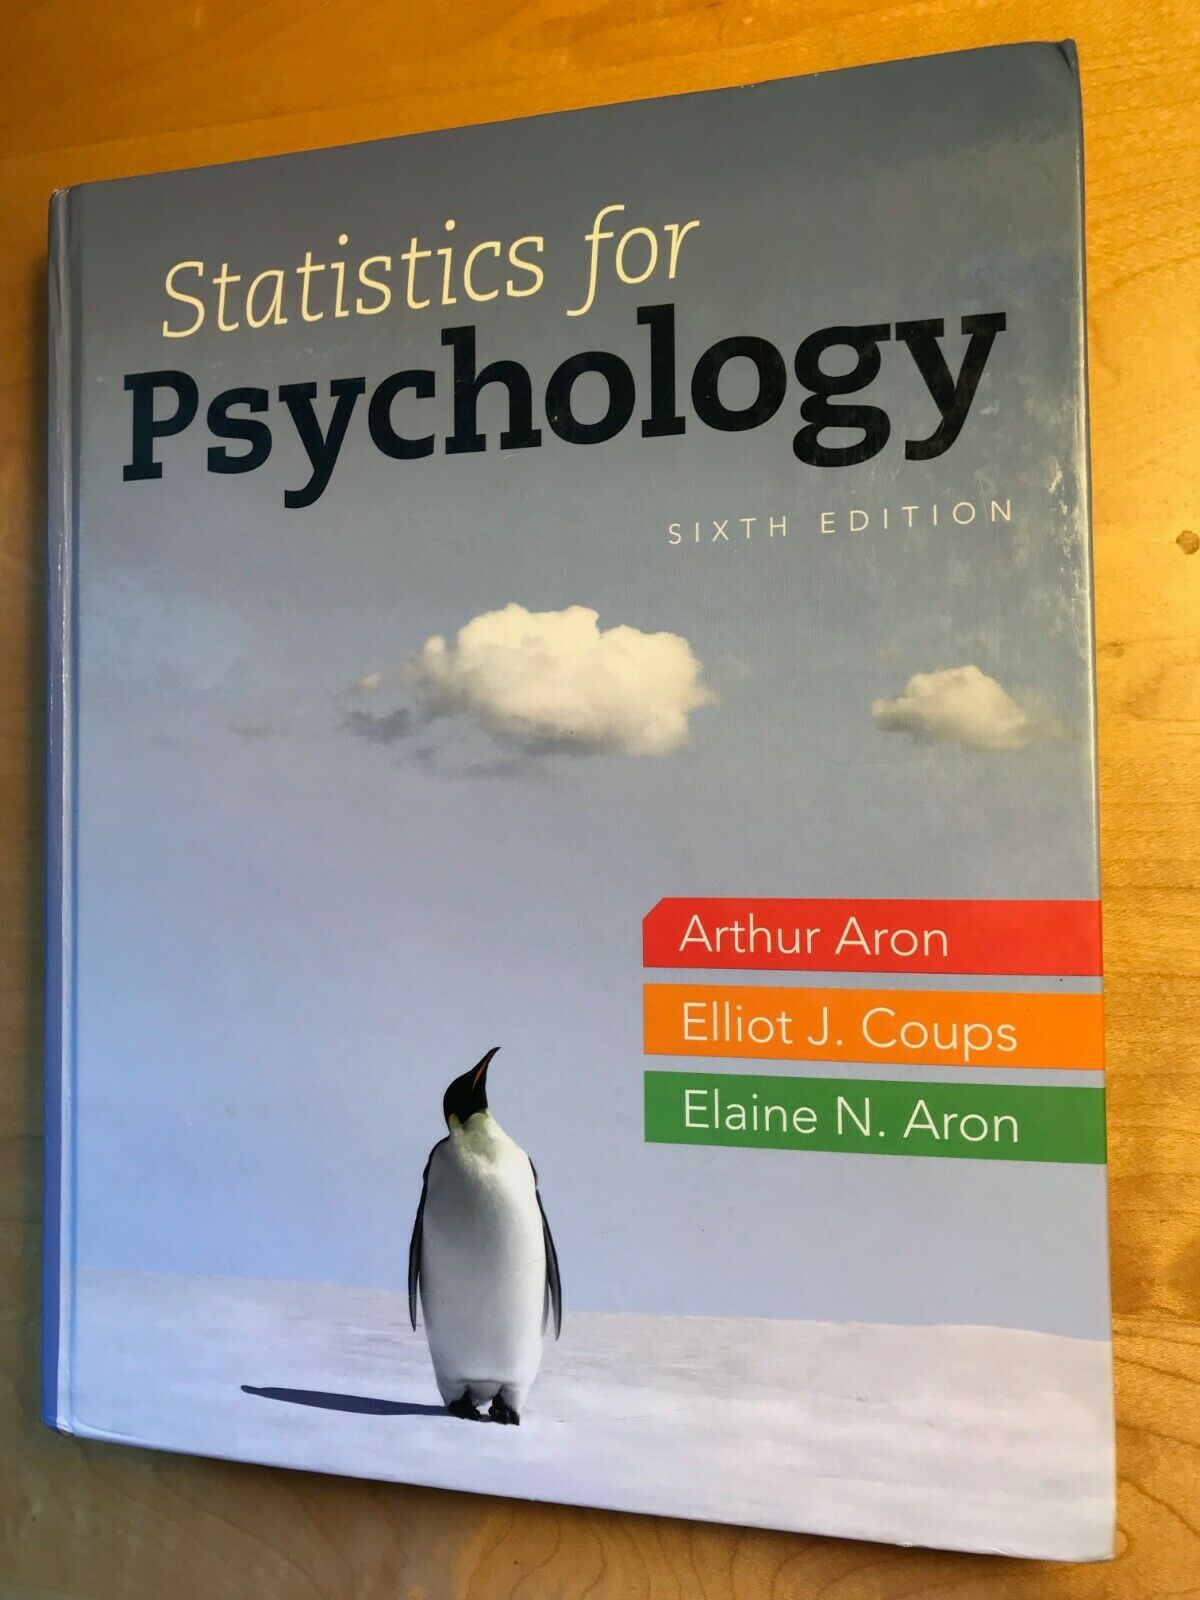 Statistics for
Psychology
SIXTH EDITION
Arthur Aron
Elliot J. Coups
Elaine N. Aron